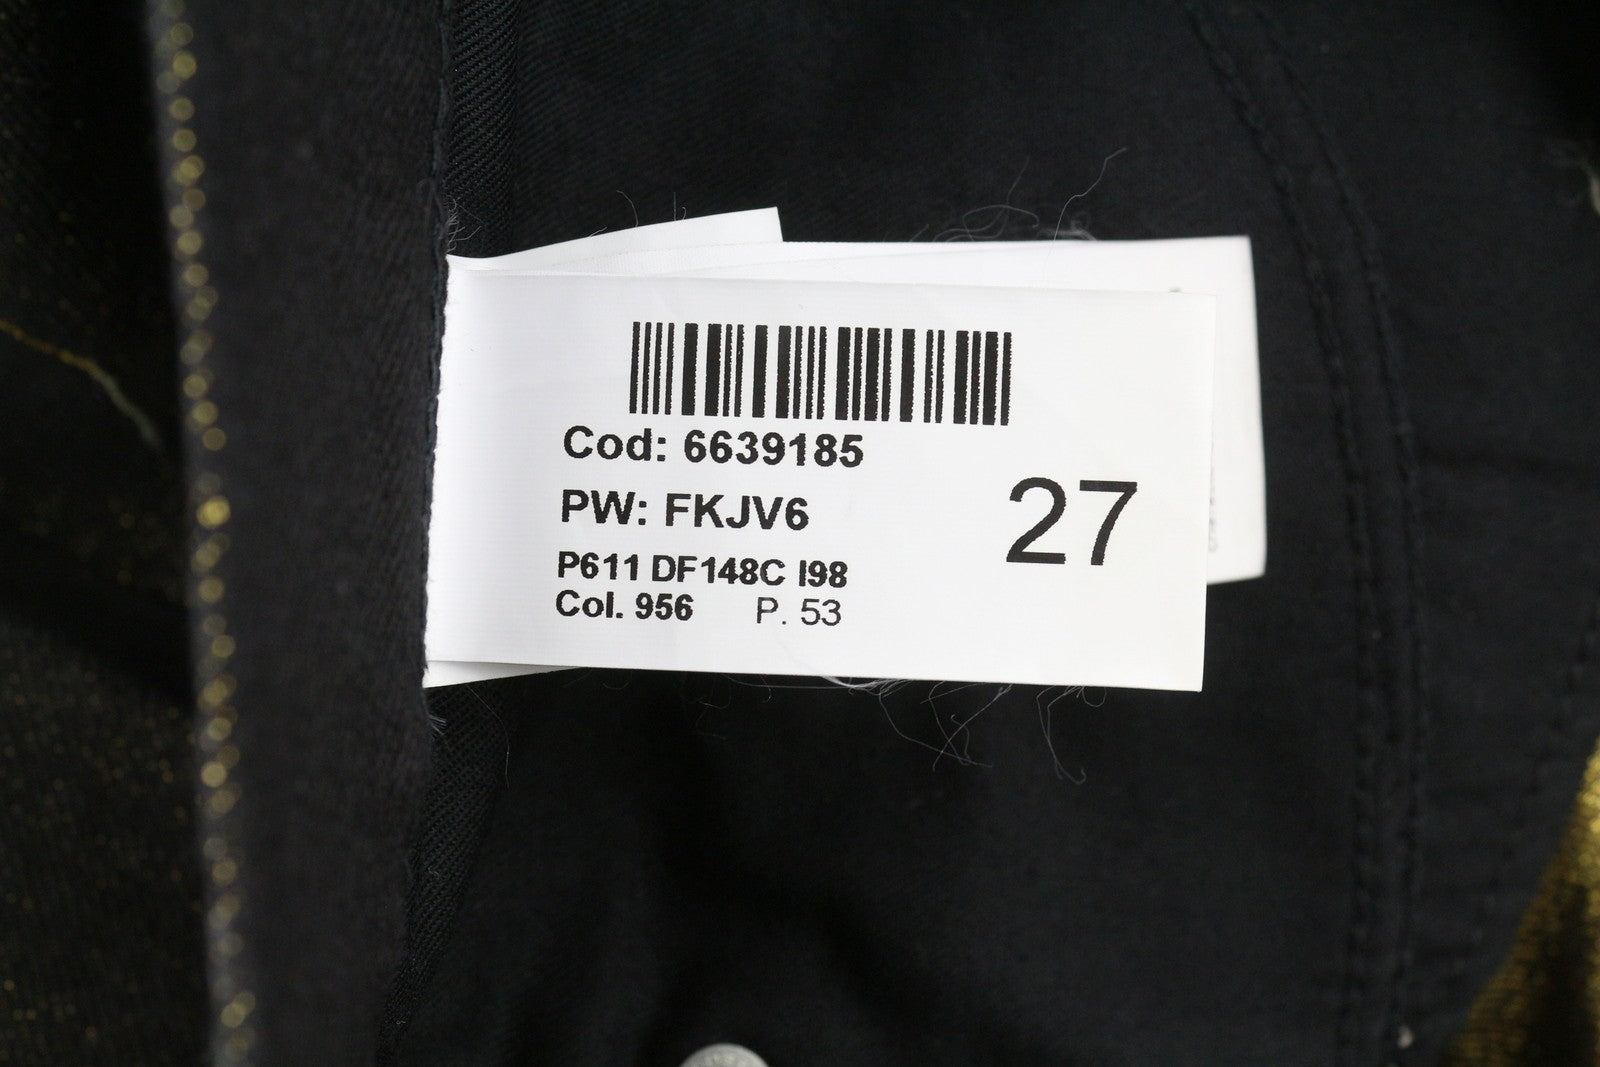 Cod: 6639185
PW: FKJV6
27
P611 DF148C I98
Col. 956 P. 53